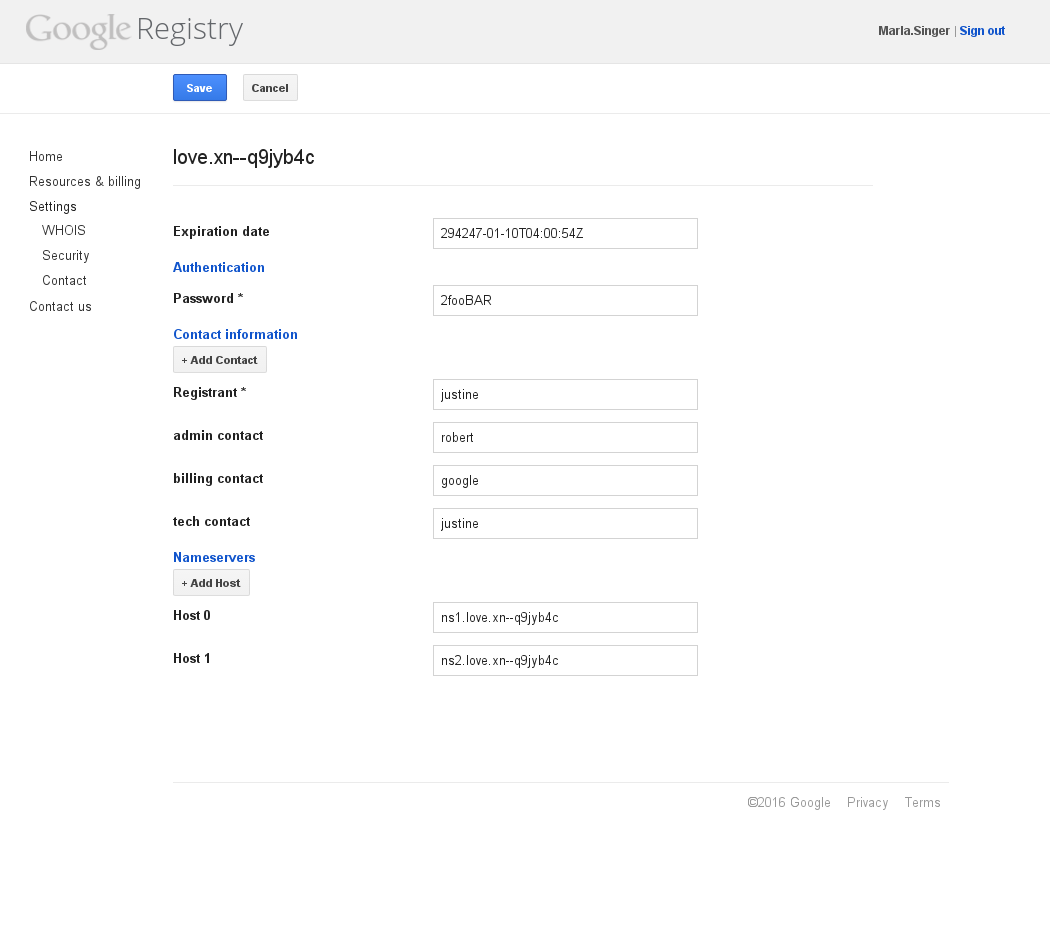 Google Registry
Marla.Singer | Sign out
Save Cancel
Home
Resources & billing
Settings
WHOIS
Security
Contact
Contact us
love.xn--q9jyb4c
Expiration date 294247-01-10T04:00:54Z
Authentication
Password * 2fooBAR
Contact information
+ Add Contact
Registrant * justine
admin contact robert
billing contact google
tech contact justine
Nameservers
+ Add Host
Host 0 ns1.love.xn--q9jyb4c
Host 1 ns2.love.xn--q9jyb4c
©2016 Google Privacy Terms